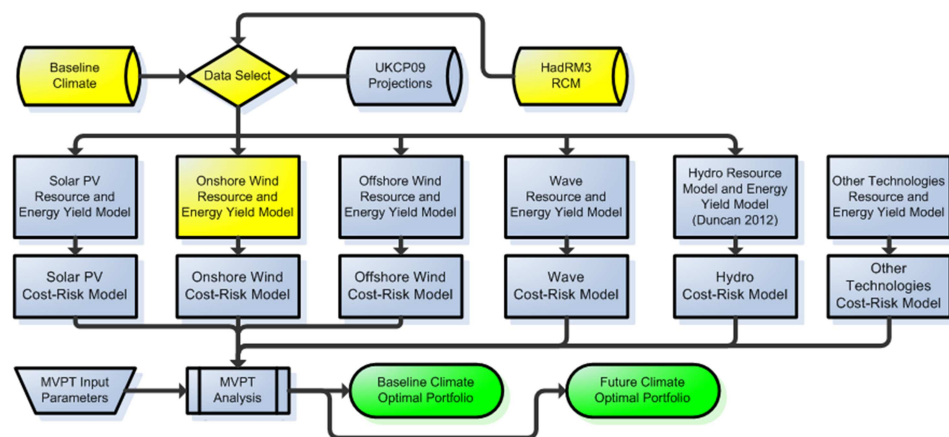 Baseline
Climate
Data Select
UKCP09
Projections
HadRM3
RCM
Solar PV
Resource and
Energy Yield Model
Onshore Wind
Resource and
Energy Yield Model
Offshore Wind
Resource and
Energy Yield Model
Wave
Resource and
Energy Yield Model
Hydro Resource
Model and Energy
Yield Model
(Duncan 2012)
Other Technologies
Resource and
Energy Yield Model
Solar PV
Cost-Risk Model
Onshore Wind
Cost-Risk Model
Offshore Wind
Cost-Risk Model
Wave
Cost-Risk Model
Hydro
Cost-Risk Model
Other
Technologies
Cost-Risk Model
MVPT Input
Parameters
MVPT
Analysis
Baseline Climate
Optimal Portfolio
Future Climate
Optimal Portfolio